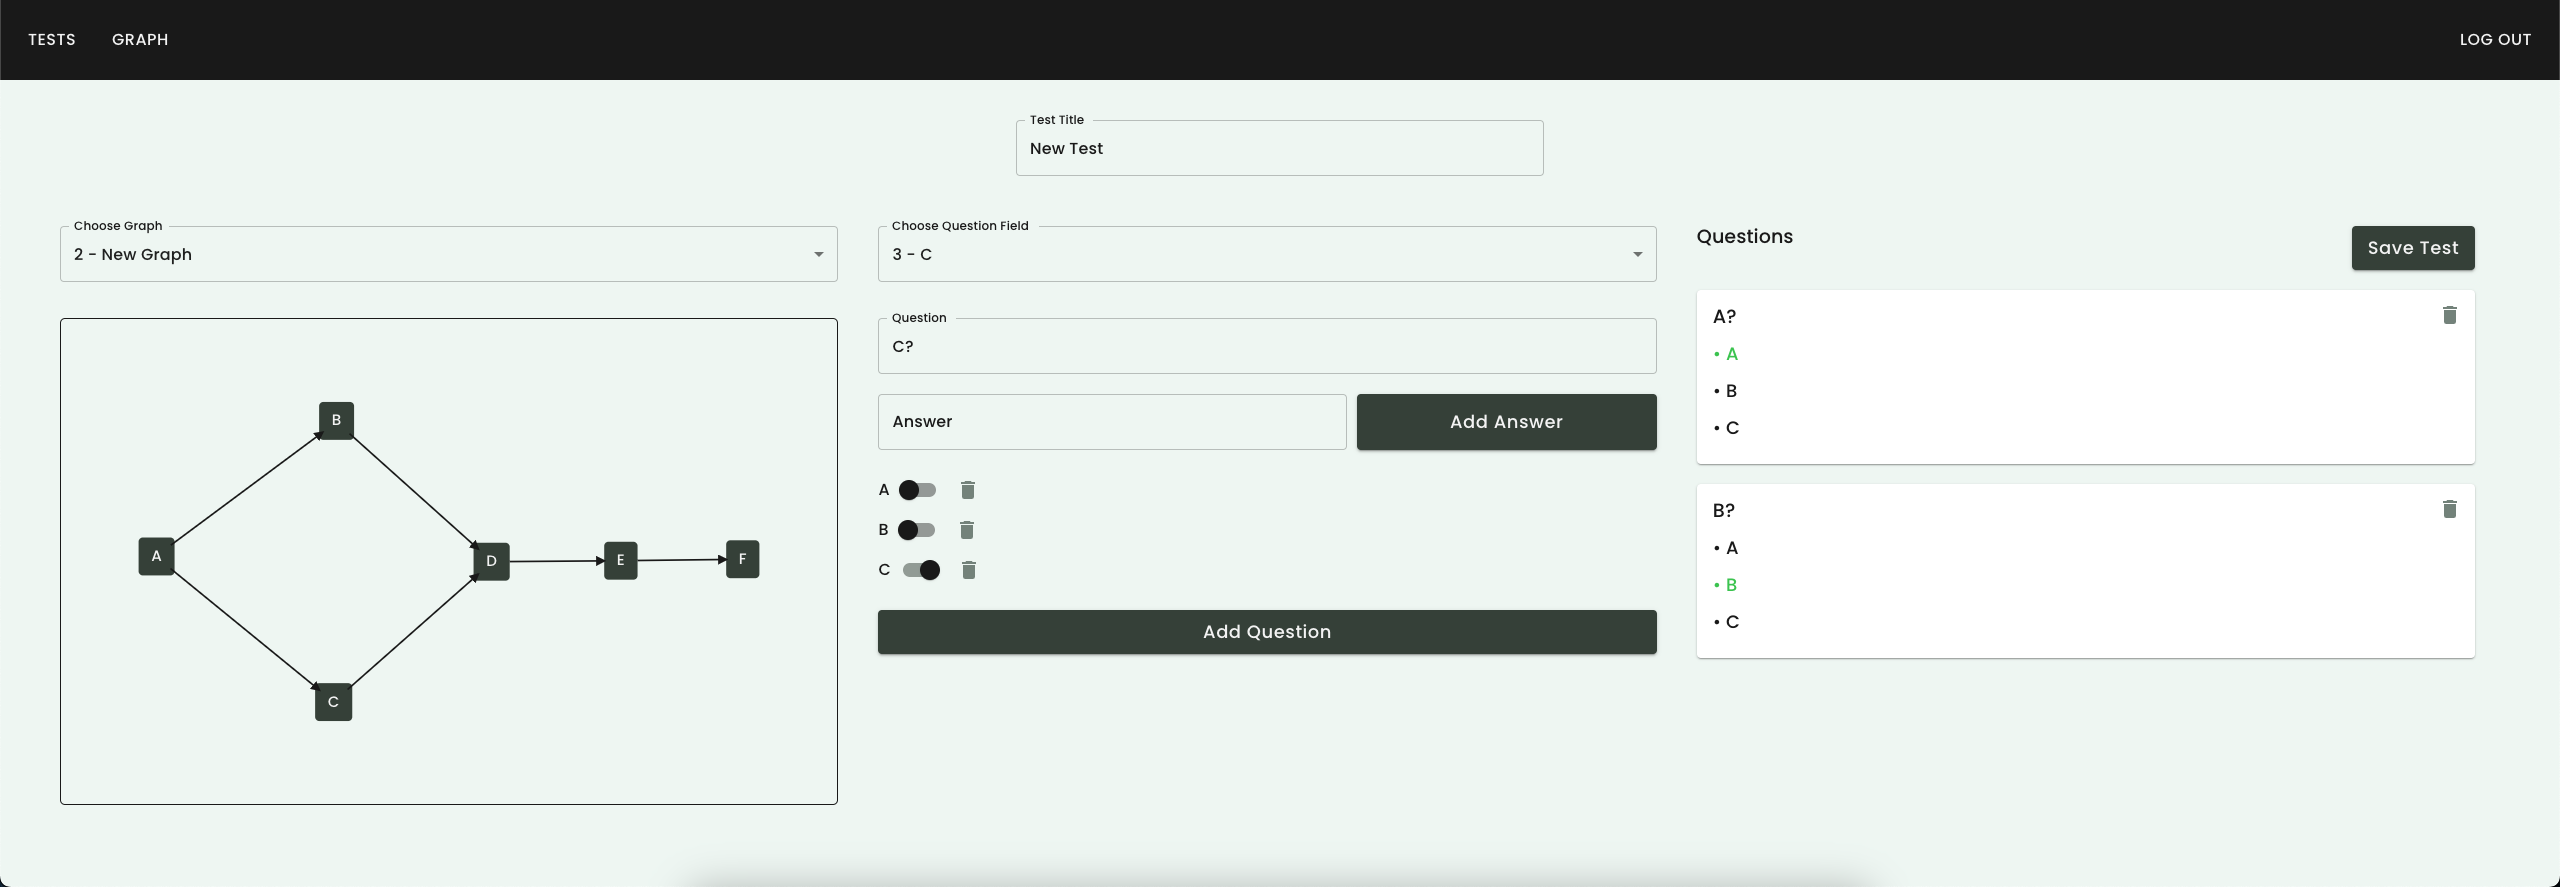 TESTS GRAPH LOG OUT
Test Title
New Test
Choose Graph
2 - New Graph
B
A
D
E
F
C
Choose Question Field
3 - C
Question
C?
Answer
Add Answer
A
B
C
Add Question
Questions
Save Test
A?
• A
• B
• C
B?
• A
• B
• C